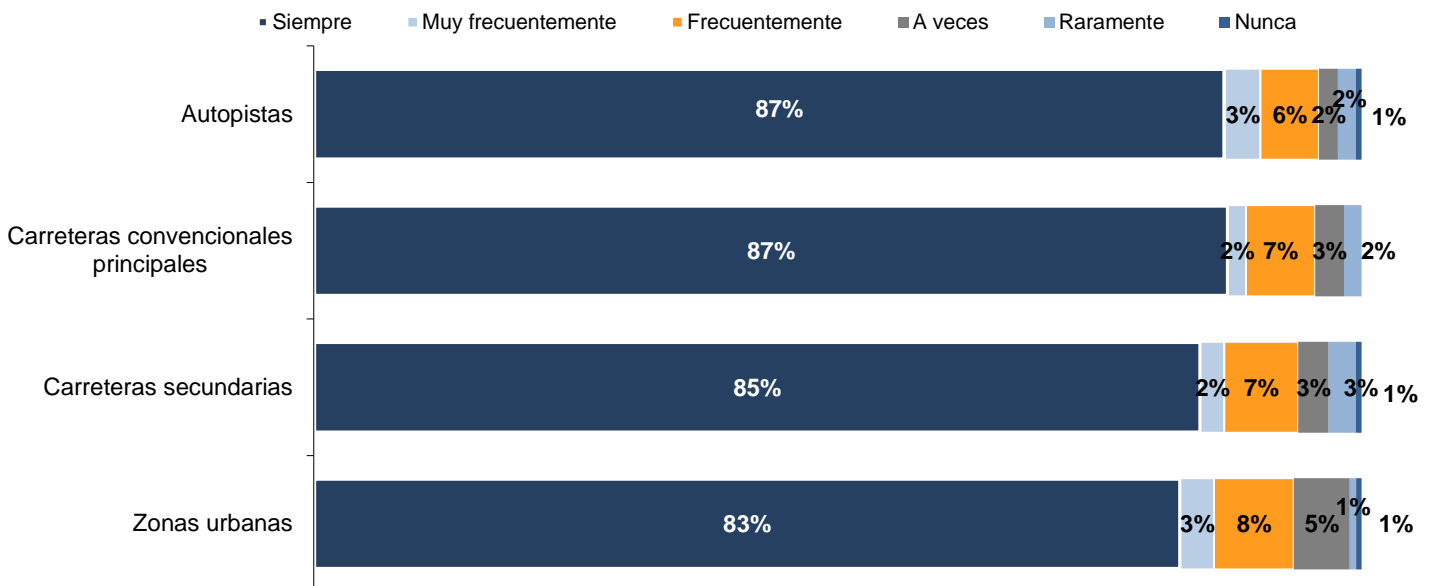 Siempre Muy frecuentemente Frecuentemente A veces Raramente Nunca
Autopistas 87% 3% 6% 2% 2% 1%
Carreteras convencionales
principales
87% 2% 7% 3% 2%
Carreteras secundarias 85% 2% 7% 3% 3% 1%
Zonas urbanas 83% 3% 8% 5% 1% 1%